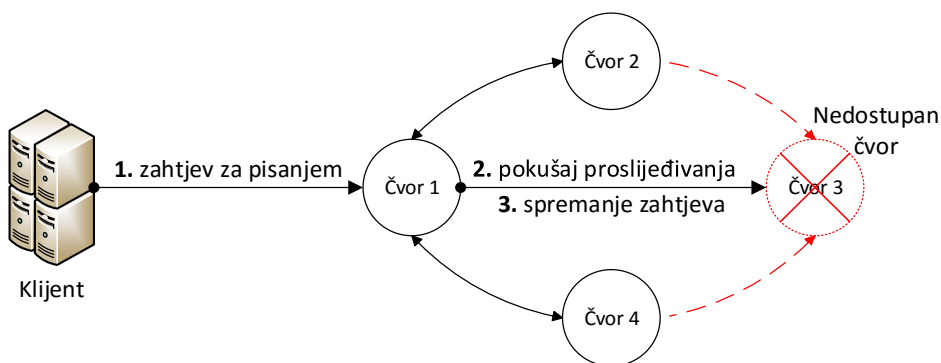 Čvor 2
Nedostupan
čvor
1. zahtjev za pisanjem
Čvor 1
2. pokušaj proslijeđivanja
3. spremanje zahtjeva
Čvor 3
Klijent
Čvor 4